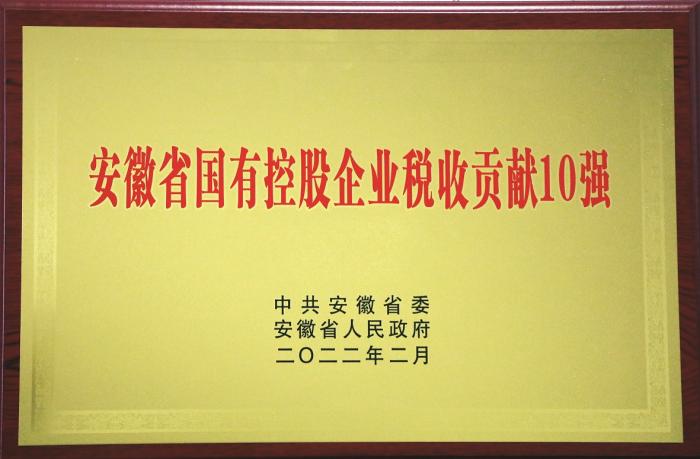 安徽省国有控股企业税收贡献10强
中共安徽省委
安徽省人民政府
二〇二二年二月